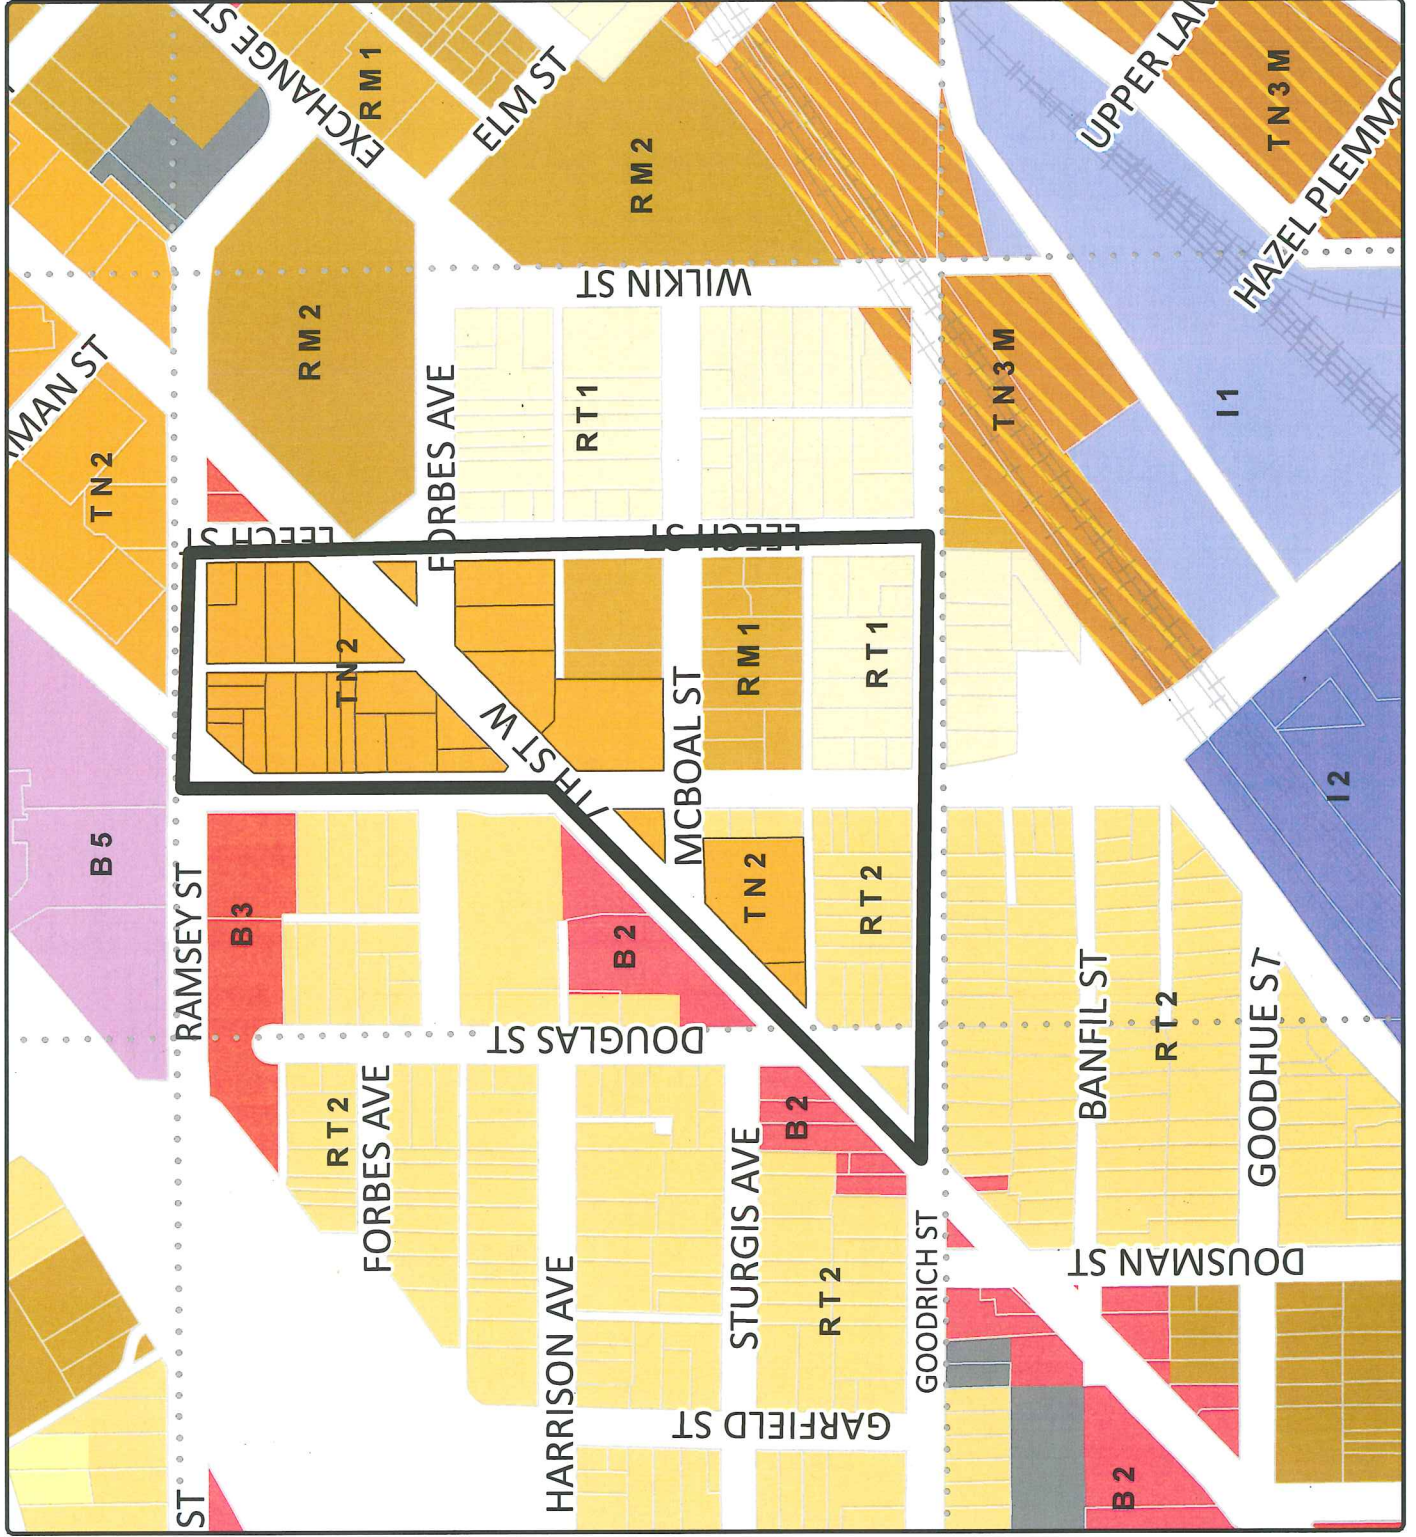 EXCHANGE ST
RM1
ELM ST
RM2
UPPER LAN
TN3M
HAZEL PLEMMO
WILKIN ST
RM2
MAN ST
TN2
FORBES AVE
RT1
TN3M
I1
LEECH ST
LEECH ST
TN2
7TH ST W
RM1
RT1
MCBOAL ST
B5
RAMSEY ST
B3
B2
TN2
RT2
I2
DOUGLAS ST
BANFIL ST
RT2
GOODHUE ST
RT2
FORBES AVE
B2
STURGIS AVE
HARRISON AVE
RT2
GOODRICH ST
DOUSMAN ST
GARFIELD ST
ST
B2